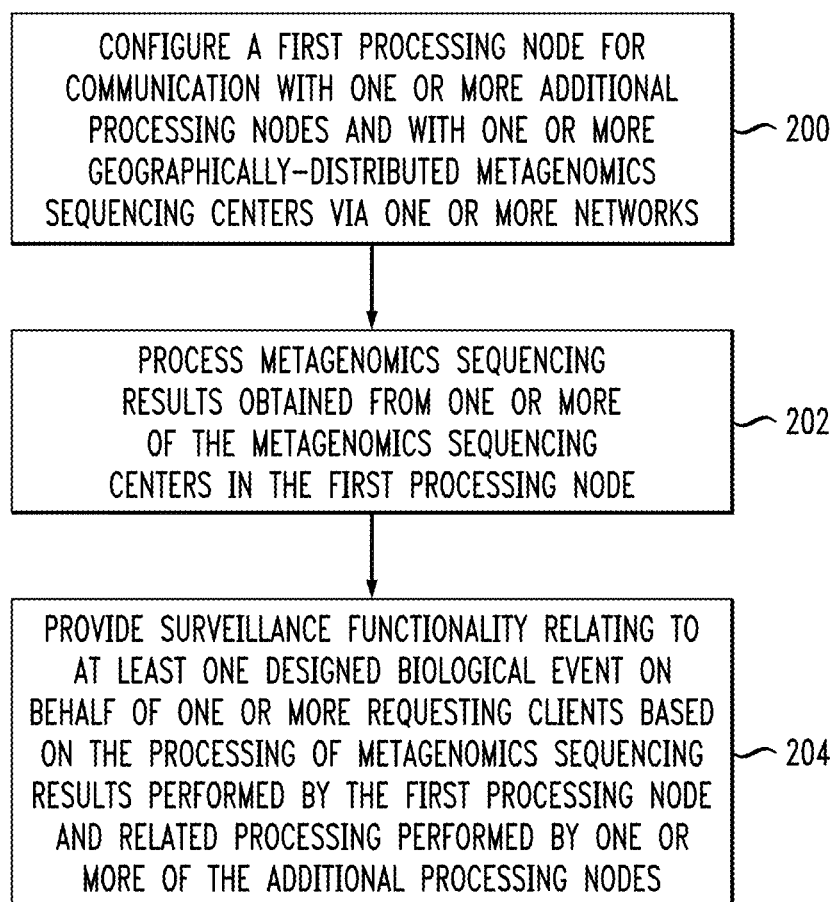 CONFIGURE A FIRST PROCESSING NODE FOR
COMMUNICATION WITH ONE OR MORE ADDITIONAL
PROCESSING NODES AND WITH ONE OR MORE
GEOGRAPHICALLY-DISTRIBUTED METAGENOMICS
SEQUENCING CENTERS VIA ONE OR MORE NETWORKS
200
PROCESS METAGENOMICS SEQUENCING
RESULTS OBTAINED FROM ONE OR MORE
OF THE METAGENOMICS SEQUENCING
CENTERS IN THE FIRST PROCESSING NODE
202
PROVIDE SURVEILLANCE FUNCTIONALITY RELATING TO
AT LEAST ONE DESIGNED BIOLOGICAL EVENT ON
BEHALF OF ONE OR MORE REQUESTING CLIENTS BASED
ON THE PROCESSING OF METAGENOMICS SEQUENCING
RESULTS PERFORMED BY THE FIRST PROCESSING NODE
AND RELATED PROCESSING PERFORMED BY ONE OR
MORE OF THE ADDITIONAL PROCESSING NODES
204